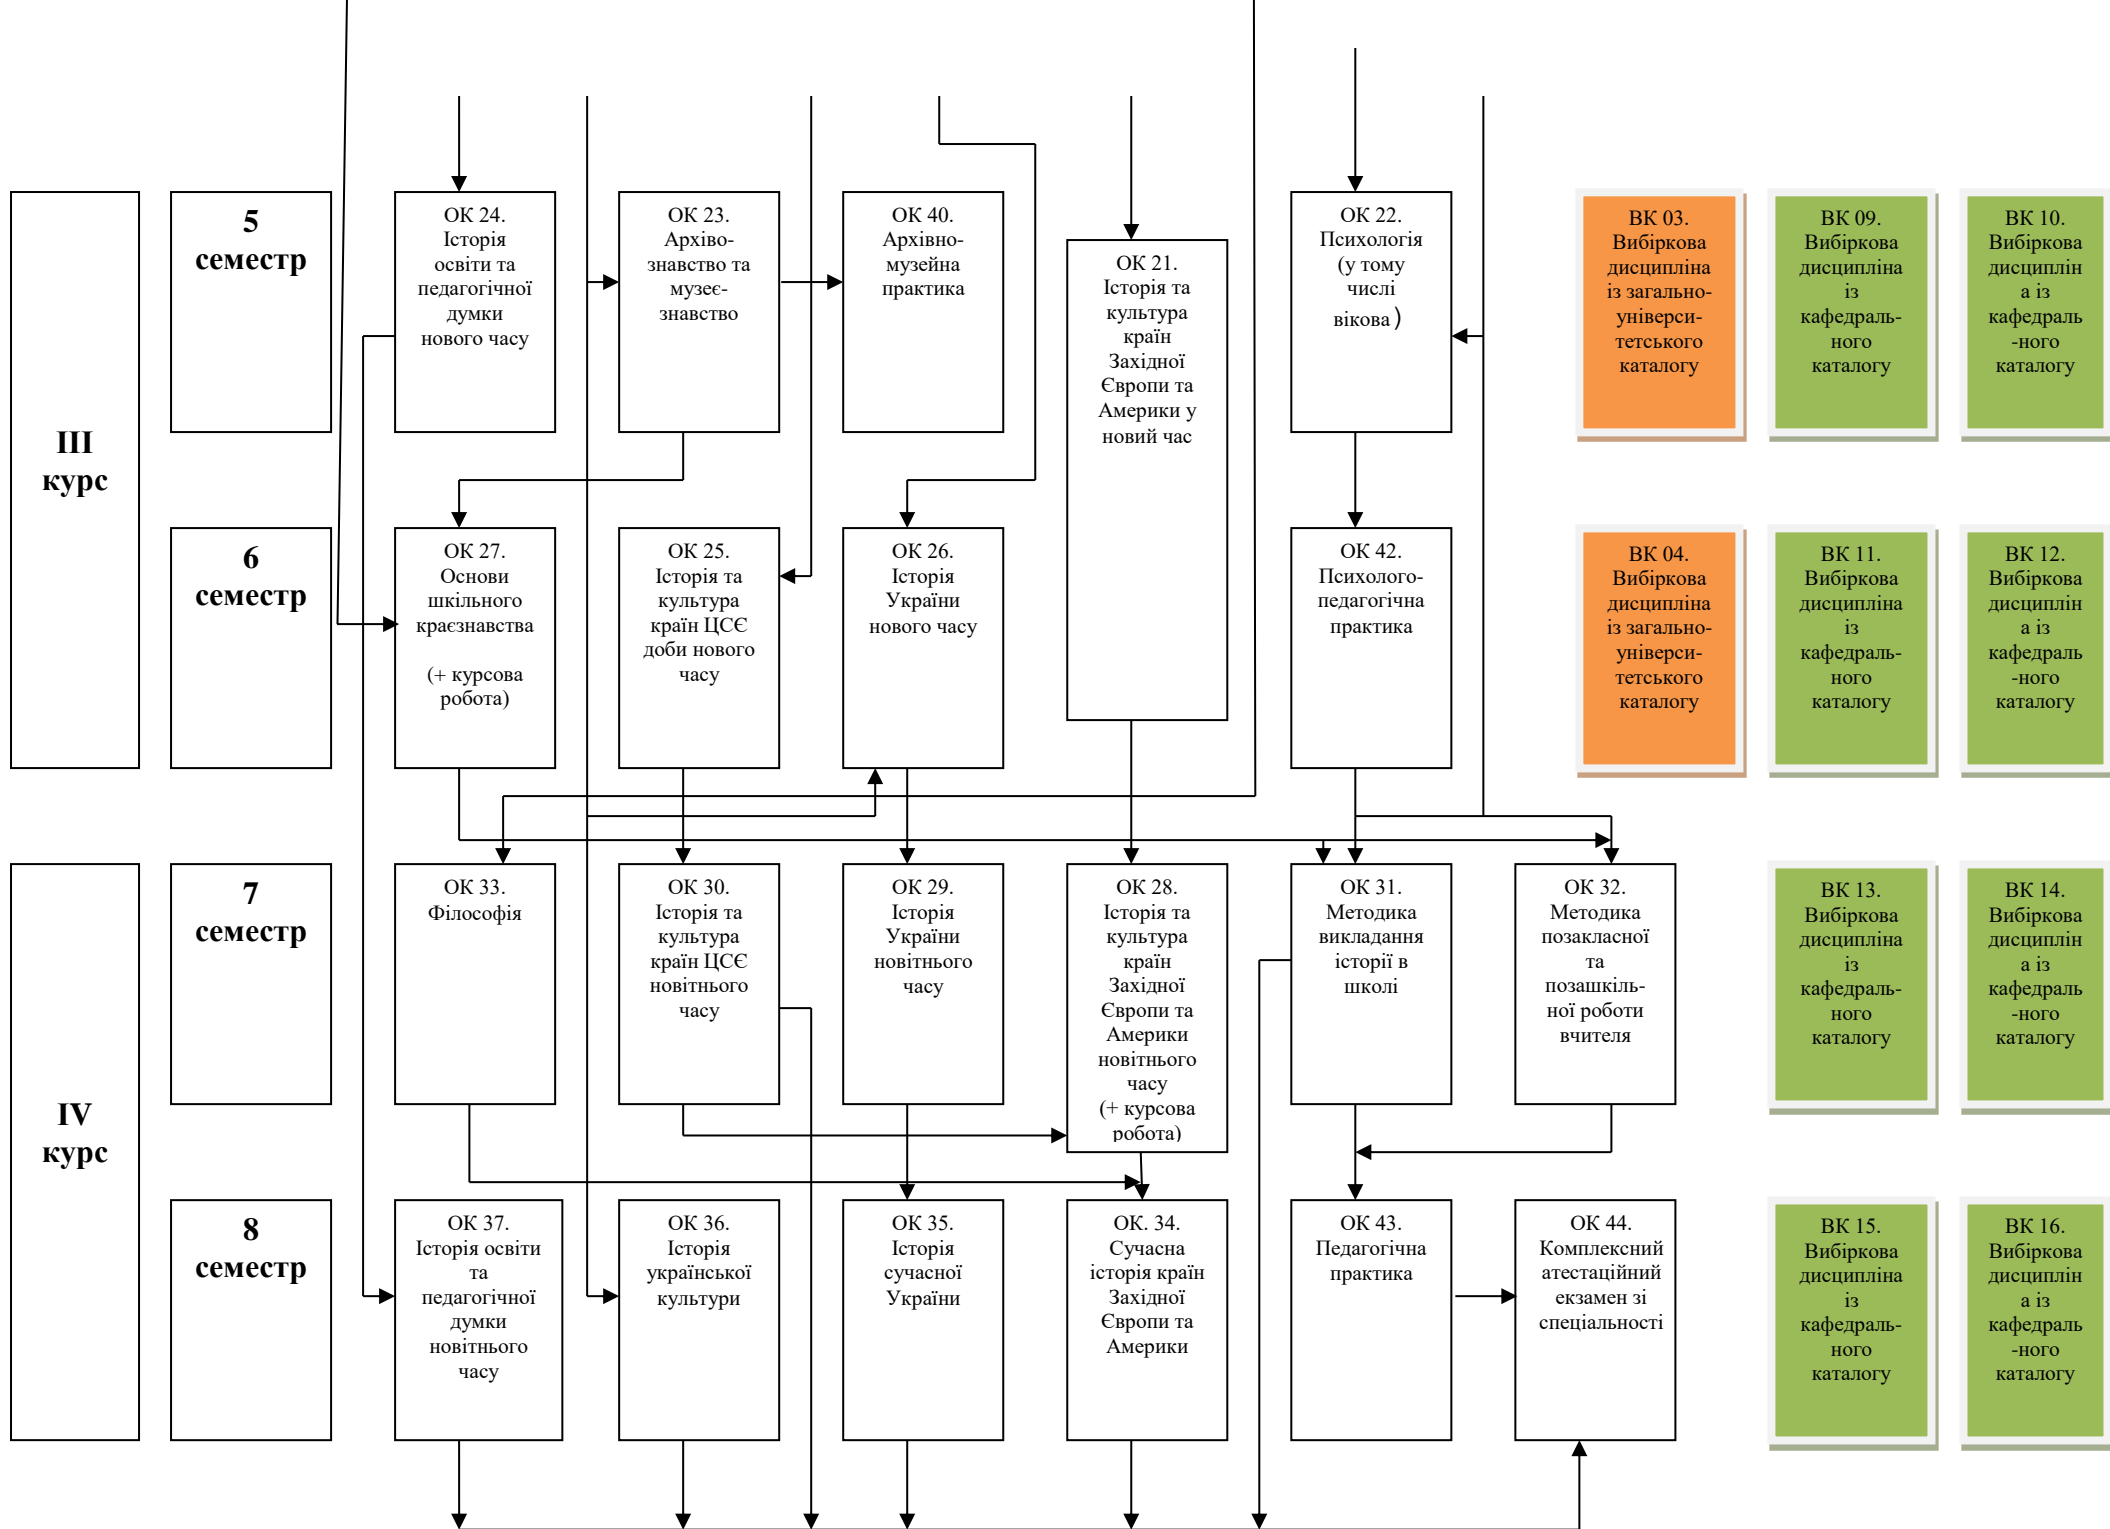 III
курс
5
семестр
ОК 24.
Історія
освіти та
педагогічної
думки
нового часу
ОК 23.
Архіво-
знавство та
музеє-
знавство
ОК 40.
Архівно-
музейна
практика
ОК 21.
Історія та
культура
країн
Західної
Європи та
Америки у
новий час
ОК 22.
Психологія
(у тому
числі
вікова)
ВК 03.
Вибіркова
дисципліна
із загально-
універси-
тетського
каталогу
ВК 09.
Вибіркова
дисципліна
із
кафедраль-
ного
каталогу
ВК 10.
Вибіркова
дисциплін
а із
кафедраль
-ного
каталогу
6
семестр
ОК 27.
Основи
шкільного
краєзнавства
(+ курсова
робота)
ОК 25.
Історія та
культура
країн ЦСЄ
доби нового
часу
ОК 26.
Історія
України
нового часу
ОК 42.
Психолого-
педагогічна
практика
ВК 04.
Вибіркова
дисципліна
із загально-
універси-
тетського
каталогу
ВК 11.
Вибіркова
дисципліна
із
кафедраль-
ного
каталогу
ВК 12.
Вибіркова
дисциплін
а із
кафедраль
-ного
каталогу
IV
курс
7
семестр
ОК 33.
Філософія
ОК 30.
Історія та
культура
країн ЦСЄ
новітнього
часу
ОК 29.
Історія
України
новітнього
часу
ОК 28.
Історія та
культура
країн
Західної
Європи та
Америки
новітнього
часу
(+ курсова
робота)
ОК 31.
Методика
викладання
історії в
школі
ОК 32.
Методика
позакласної
та
позашкіль-
ної роботи
вчителя
ВК 13.
Вибіркова
дисципліна
із
кафедраль-
ного
каталогу
ВК 14.
Вибіркова
дисциплін
а із
кафедраль
-ного
каталогу
8
семестр
ОК 37.
Історія освіти
та
педагогічної
думки
новітнього
часу
ОК 36.
Історія
української
культури
ОК 35.
Історія
сучасної
України
ОК. 34.
Сучасна
історія країн
Західної
Європи та
Америки
ОК 43.
Педагогічна
практика
ОК 44.
Комплексний
атестаційний
екзамен зі
спеціальності
ВК 15.
Вибіркова
дисципліна
із
кафедраль-
ного
каталогу
ВК 16.
Вибіркова
дисциплін
а із
кафедраль
-ного
каталогу